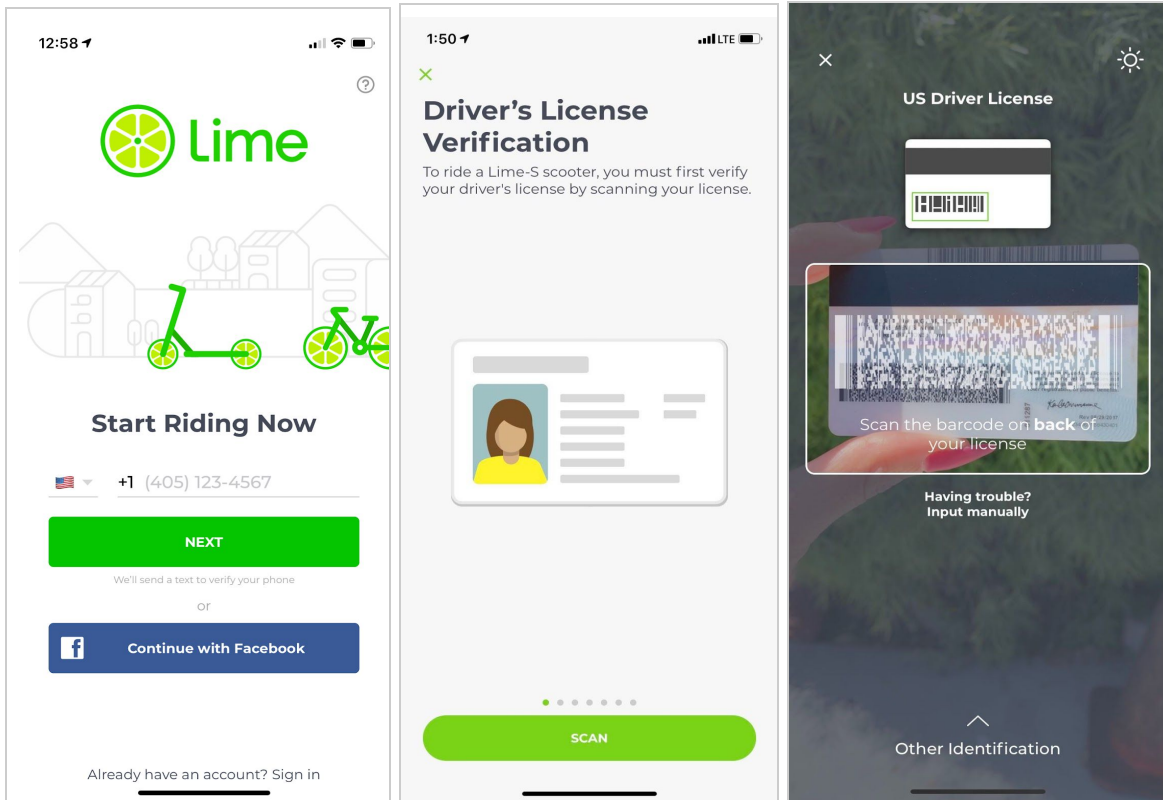 12:58
Lime
Start Riding Now
+1 (405) 123-4567
NEXT
We'll send a text to verify your phone
or
f Continue with Facebook
Already have an account? Sign in
1:50
LTE
Driver's License
Verification
To ride a Lime-S scooter, you must first verify
your driver's license by scanning your license.
SCAN
US Driver License
Scan the barcode on back of
your license
Having trouble?
Input manually
Other Identification